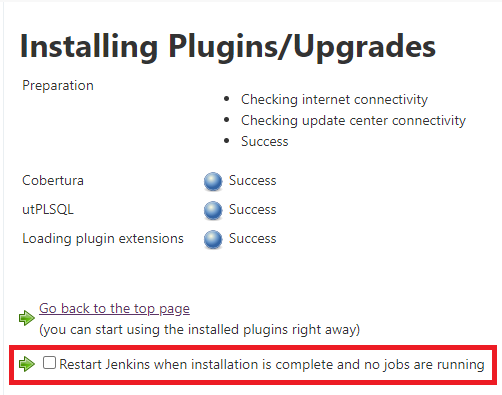 Installing Plugins/Upgrades
Preparation
Checking internet connectivity
Checking update center connectivity
Success
Cobertura Success
utPLSQL Success
Loading plugin extensions Success
Go back to the top page
(you can start using the installed plugins right away)
Restart Jenkins when installation is complete and no jobs are running